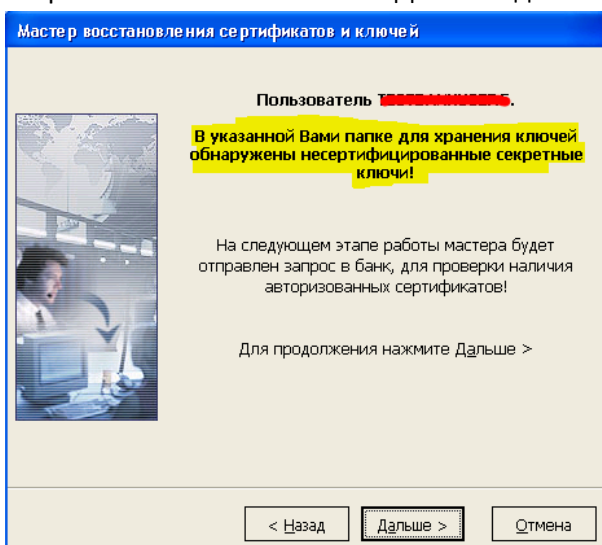 Мастер восстановления сертификатов и ключей
Пользователь
В указанной Вами папке для хранения ключей
обнаружены несертифицированные секретные
ключи!
На следующем этапе работы мастера будет
отправлен запрос в банк, для проверки наличия
авторизованных сертификатов!
Для продолжения нажмите Дальше >
< Назад
Дальше >
Отмена